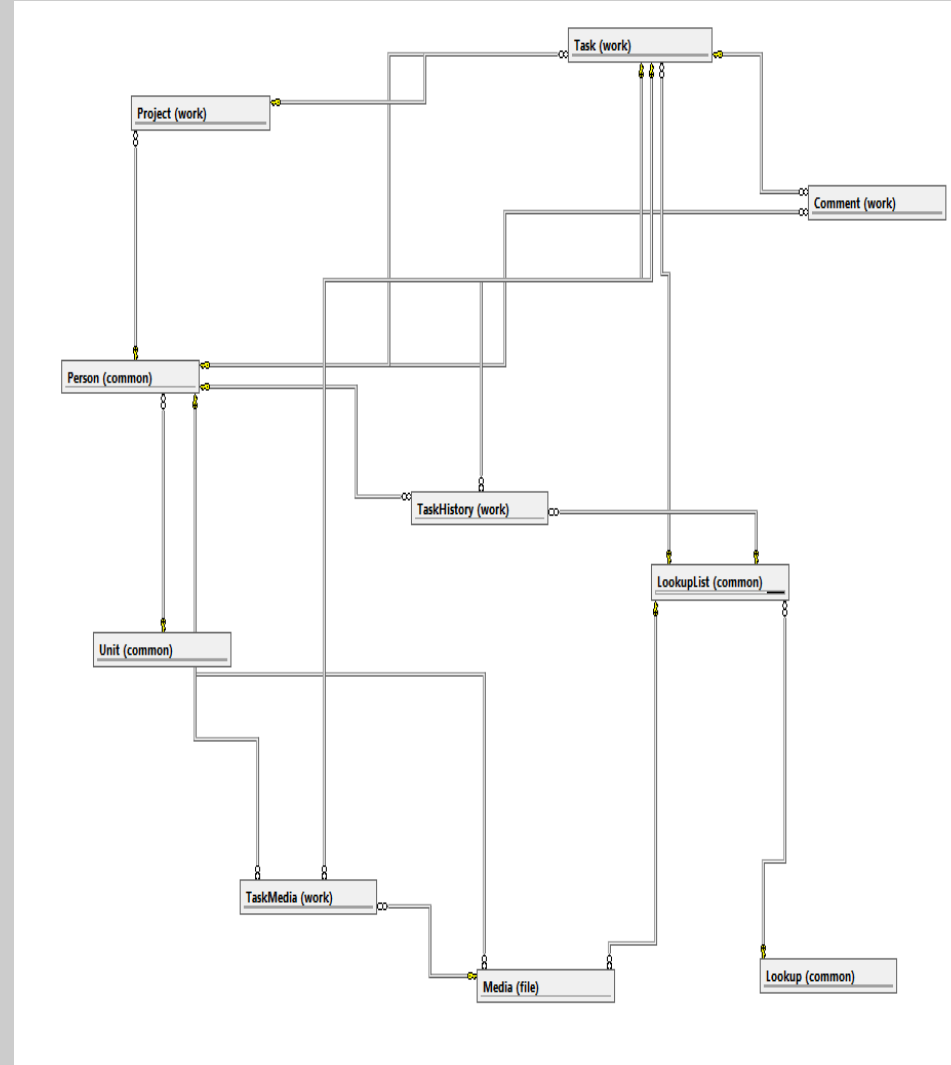 Task (work)
Project (work)
Comment (work)
Person (common)
TaskHistory (work)
LookupList (common)
Unit (common)
TaskMedia (work)
Lookup (common)
Media (file)